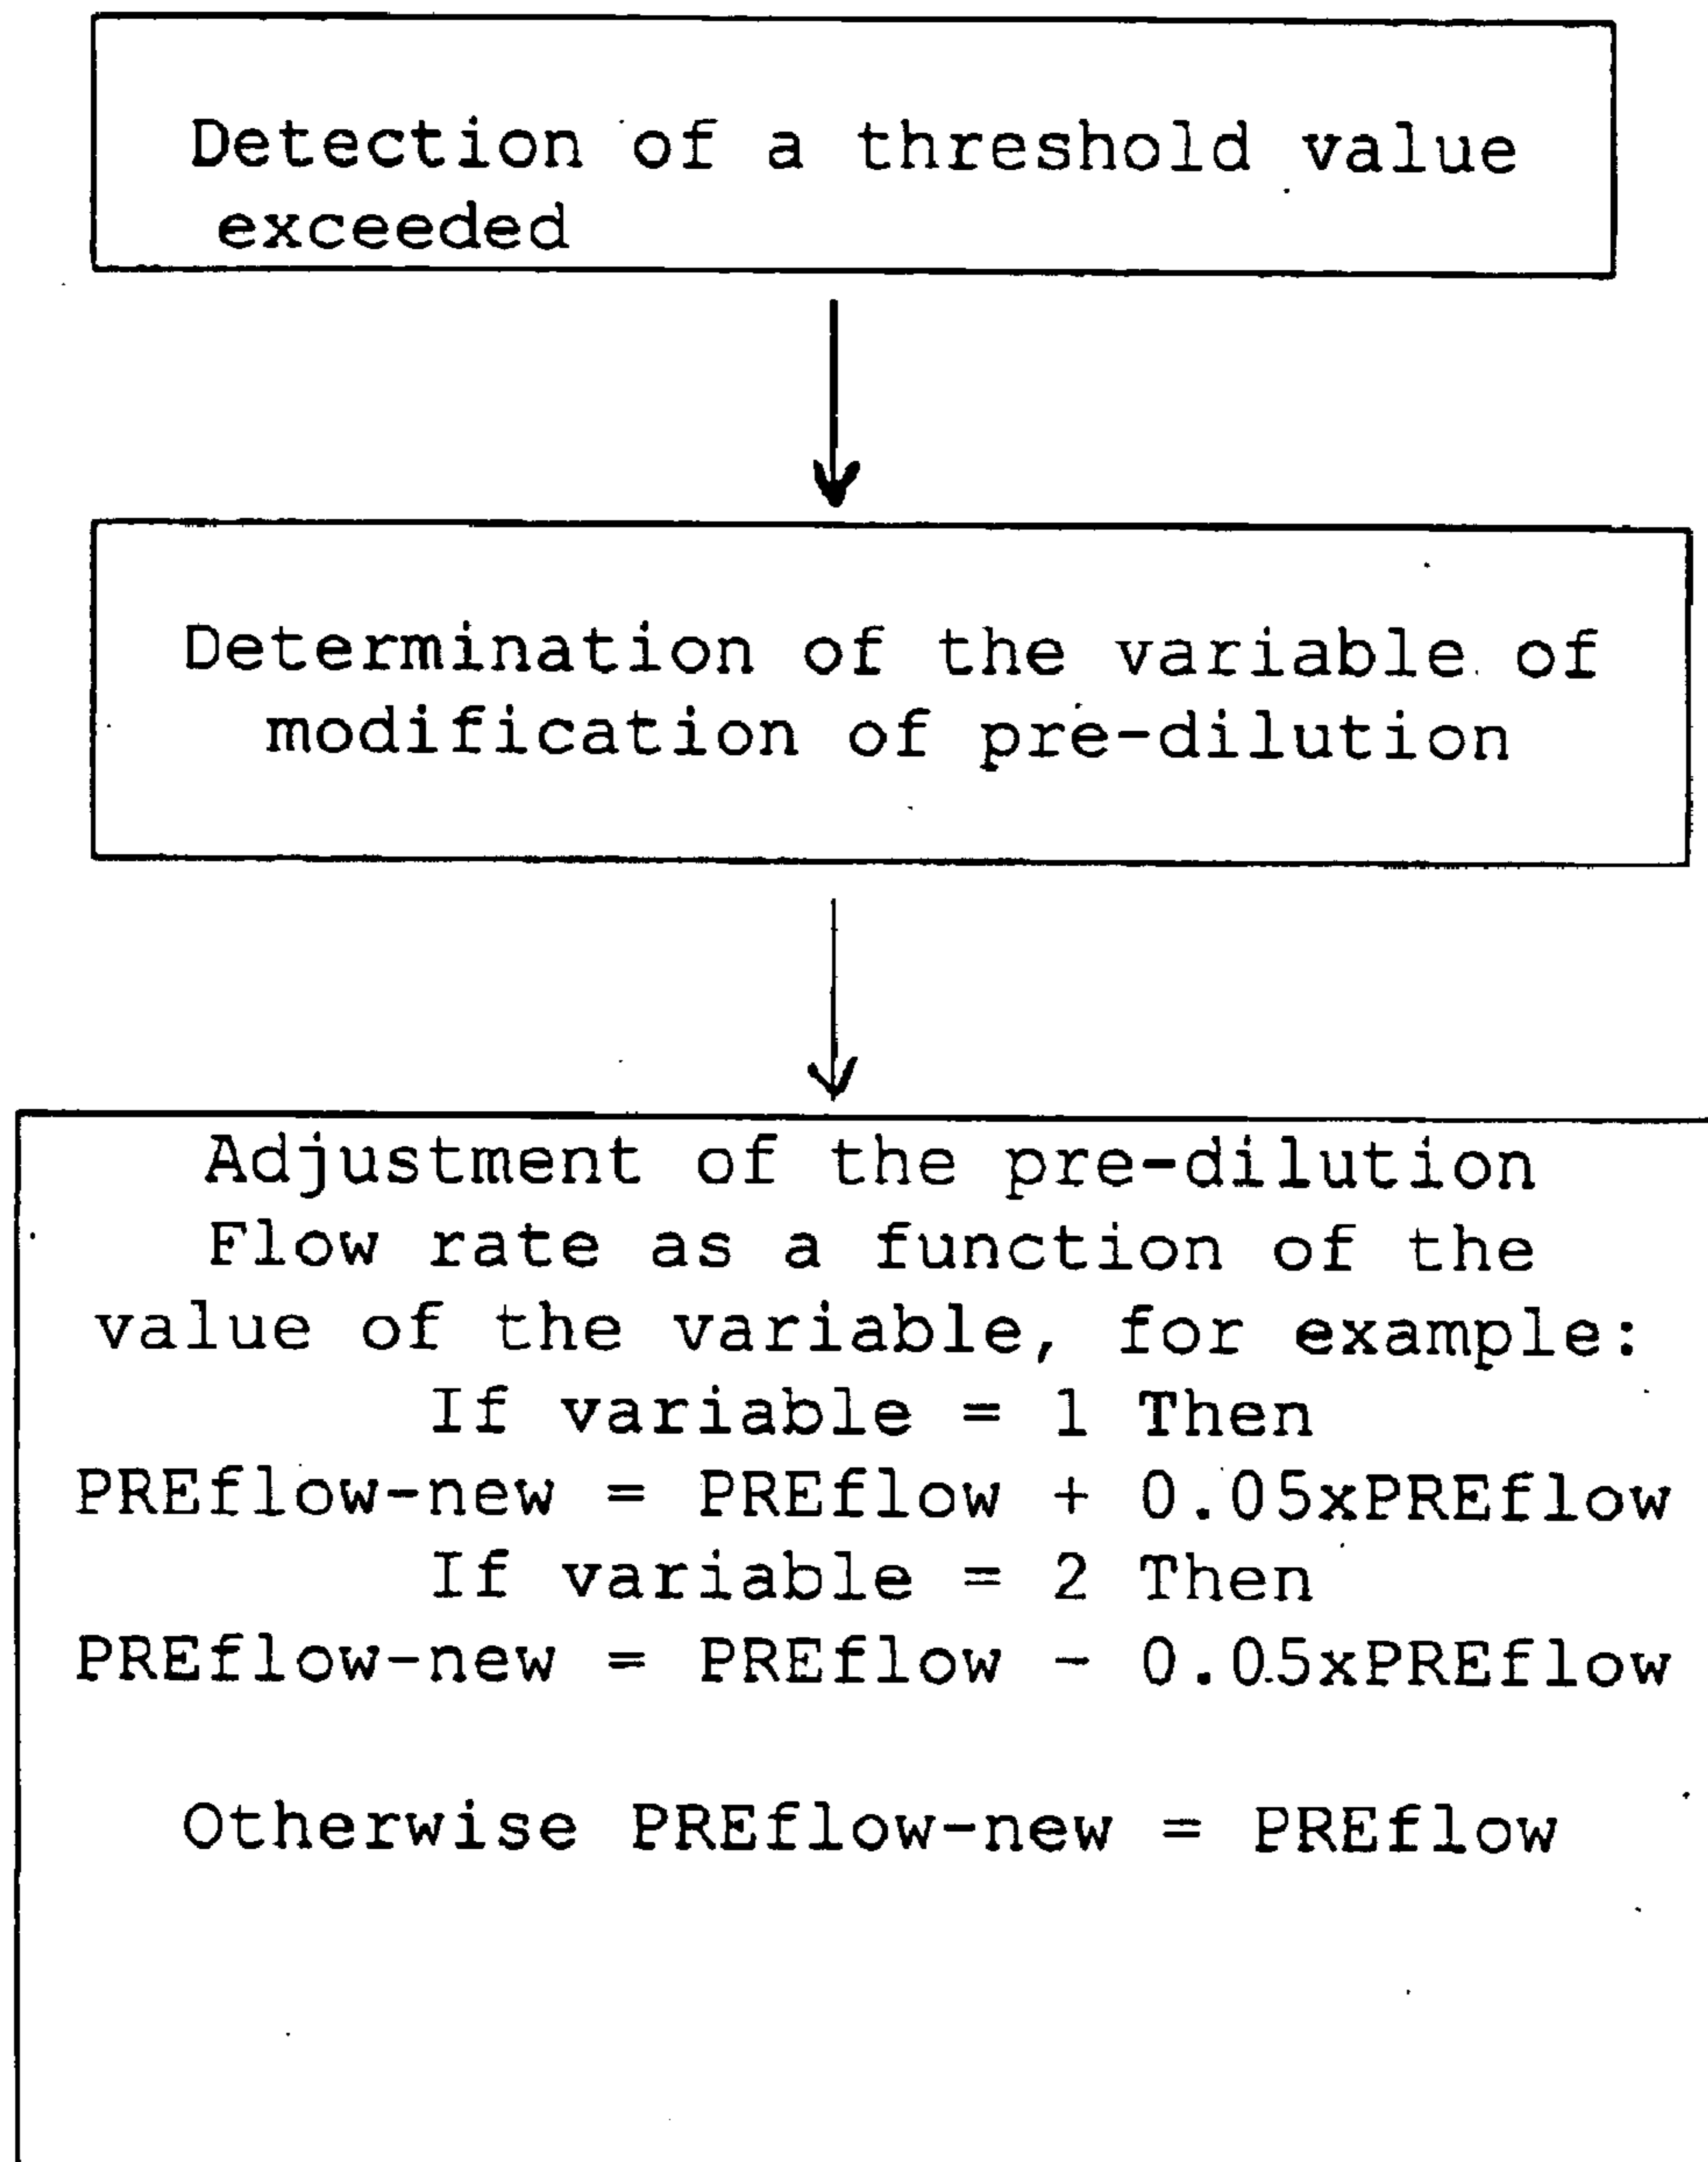 Detection of a threshold value
exceeded
Determination of the variable of
modification of pre-dilution
Adjustment of the pre-dilution
Flow rate as a function of the
value of the variable, for example:
If variable = 1 Then
PREflow-new = PREflow + 0.05xPREflow
If variable = 2 Then
PREflow-new = PREflow - 0.05xPREflow
Otherwise PREflow-new = PREflow